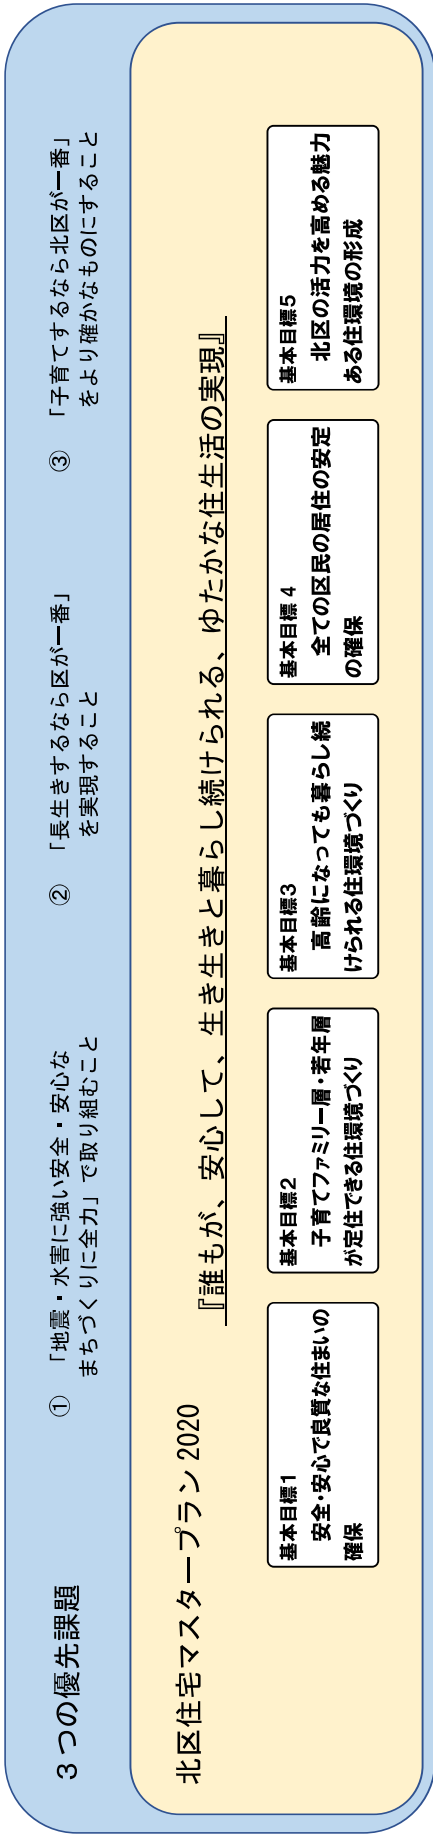 ３つの優先課題
① 「地震・水害に強い安全・安心な
まちづくりに全力」で取り組むこと
② 「長生きするなら区が一番」
を実現すること
③ 「子育てするなら北区が一番」
をより確かなものにすること
北区住宅マスタープラン 2020
『誰もが、安心して、生き生きと暮らし続けられる、ゆたかな住生活の実現』
基本目標１
安全・安心で良質な住まいの
確保
基本目標２
子育てファミリー層・若年層
が定住できる住環境づくり
基本目標３
高齢になっても暮らし続
けられる住環境づくり
基本目標４
全ての区民の居住の安定
の確保
基本目標５
北区の活力を高める魅力
ある住環境の形成